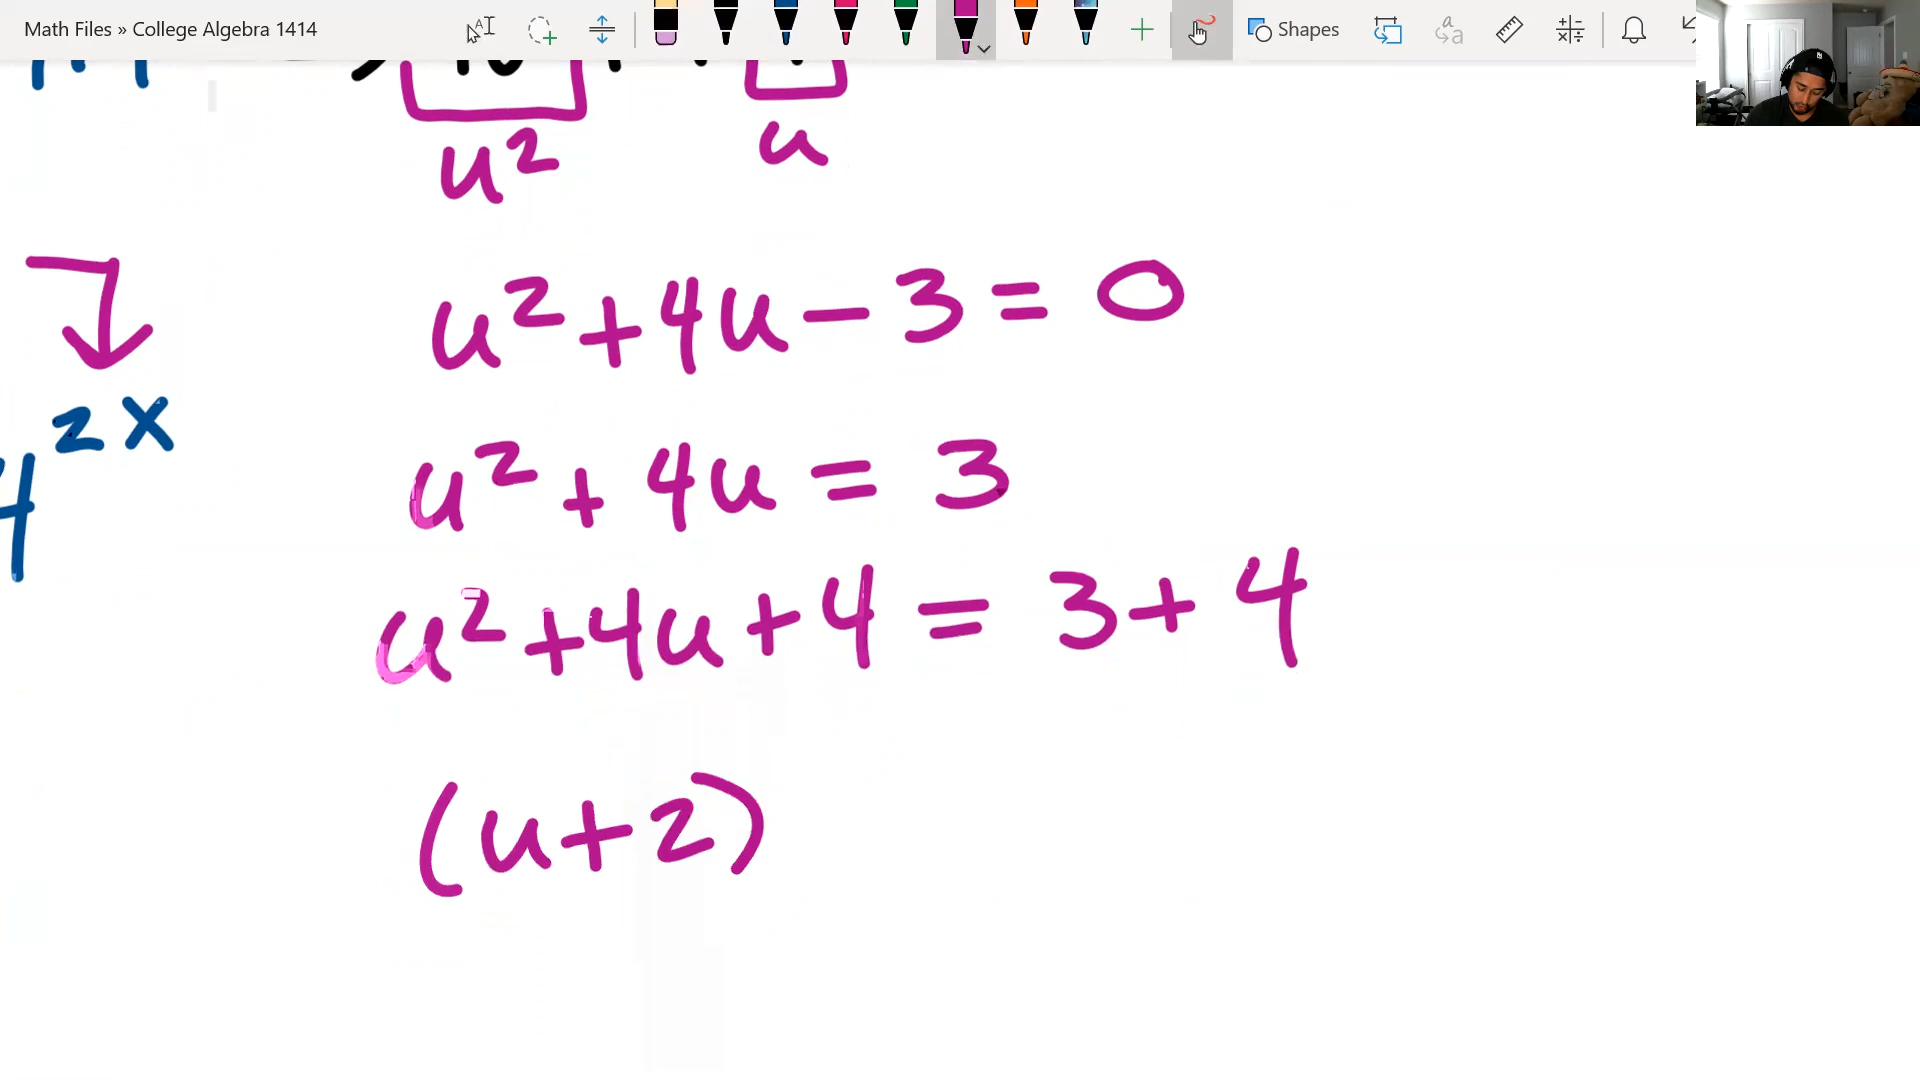 Math Files » College Algebra 1414
Shapes
u²
u
u² + 4u − 3 = 0
4²ˣ
u² + 4u = 3
u² + 4u + 4 = 3 + 4
(u + 2)